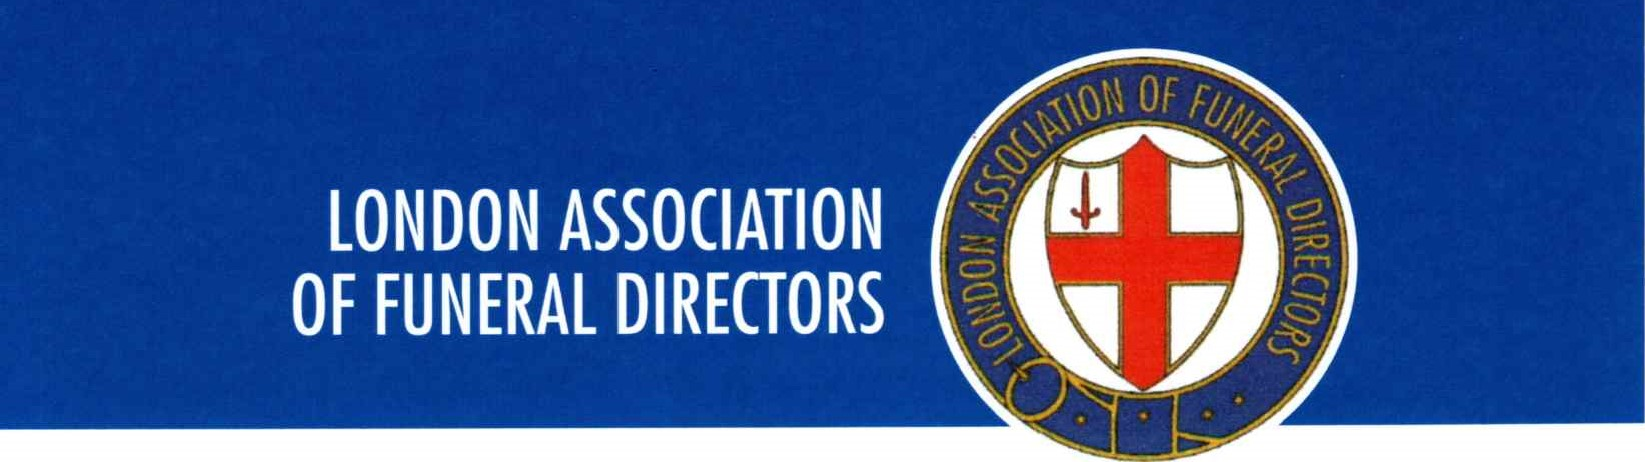 LONDON ASSOCIATION
OF FUNERAL DIRECTORS
LONDON ASSOCIATION OF FUNERAL DIRECTORS